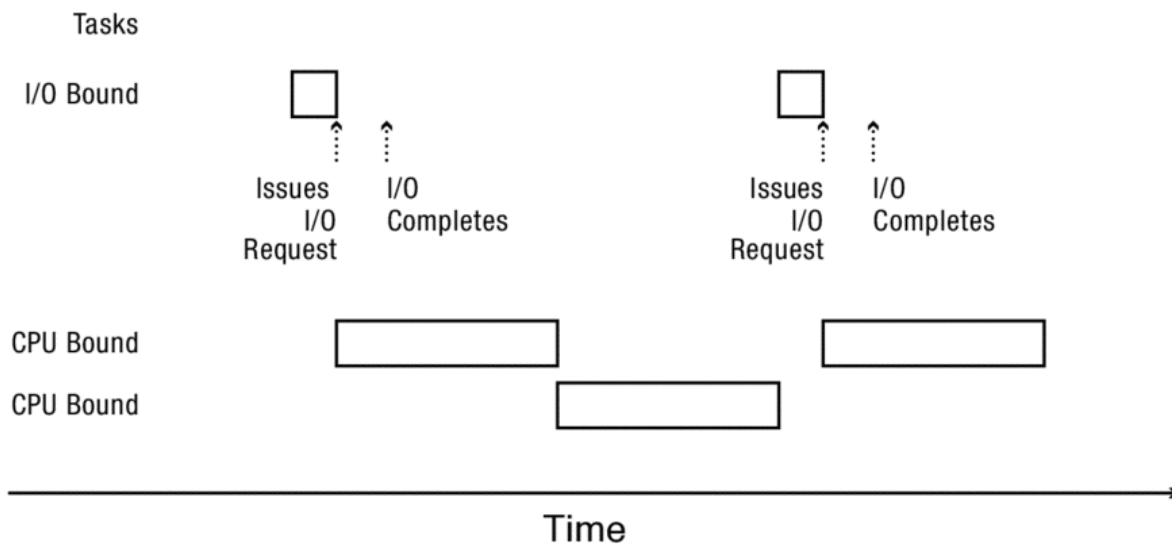 Tasks
I/O Bound
Issues
I/O
Request
I/O
Completes
Issues
I/O
Request
I/O
Completes
CPU Bound
CPU Bound
Time